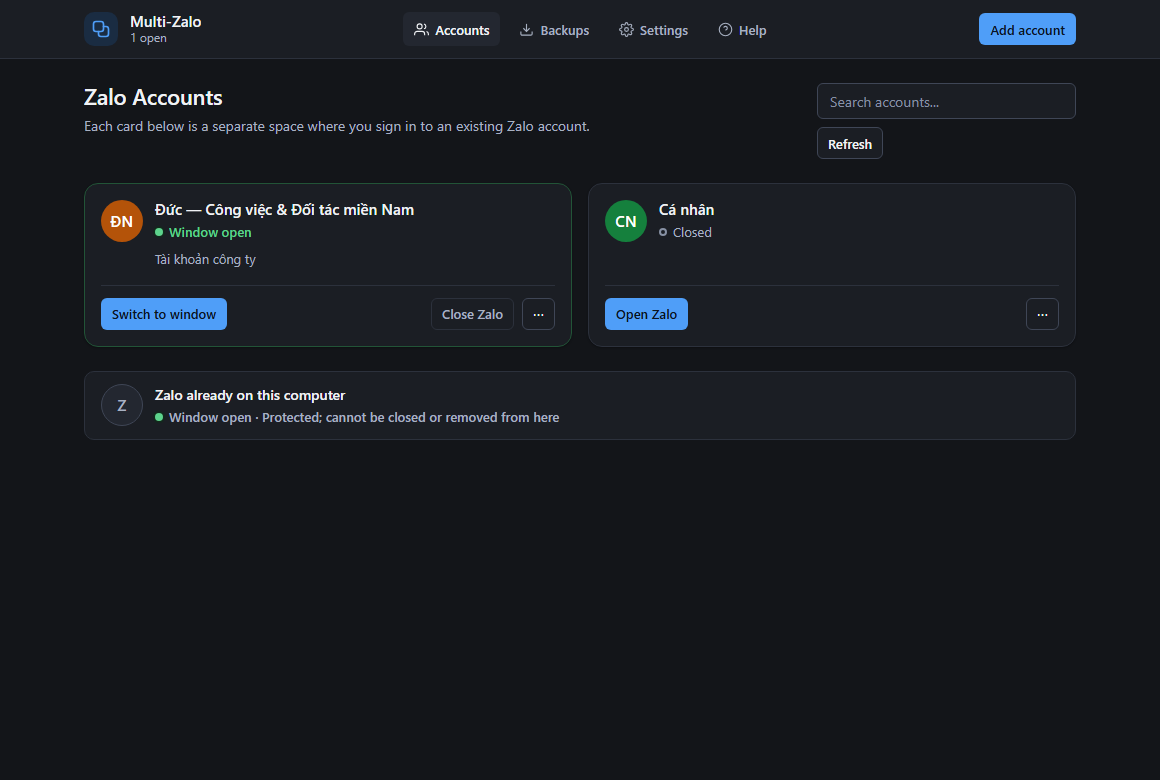 Multi-Zalo
1 open
Accounts
Backups
Settings
Help
Add account
Zalo Accounts
Each card below is a separate space where you sign in to an existing Zalo account.
Search accounts...
Refresh
ĐN
Đức — Công việc & Đối tác miền Nam
Window open
Tài khoản công ty
Switch to window
Close Zalo
...
CN
Cá nhân
Closed
Open Zalo
...
Z
Zalo already on this computer
Window open · Protected; cannot be closed or removed from here